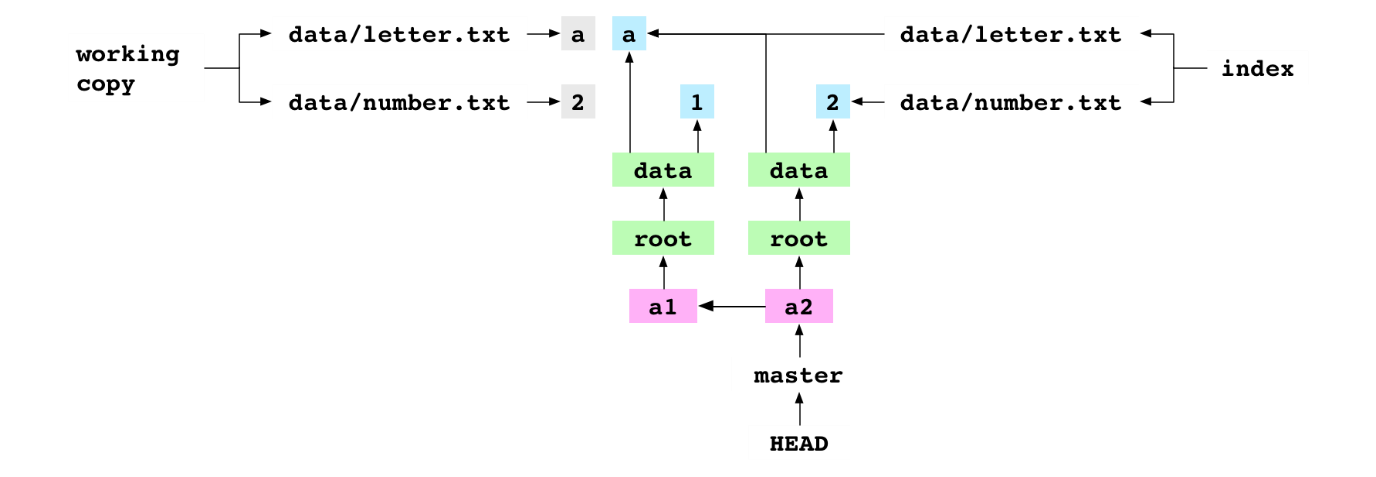 working
copy
data/letter.txt
a
a
data/letter.txt
index
data/number.txt
2
1
2
data/number.txt
data
data
root
root
a1
a2
master
HEAD